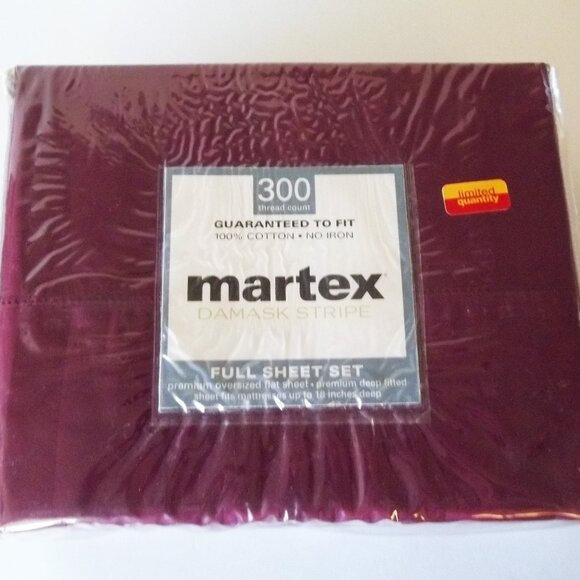 300
thread count
GUARANTEED TO FIT
100% COTTON • NO IRON
martex
DAMASK STRIPE
FULL SHEET SET
premium oversized flat sheet • premium deep fitted
sheet fits mattresses up to 18 inches deep
limited
quantity